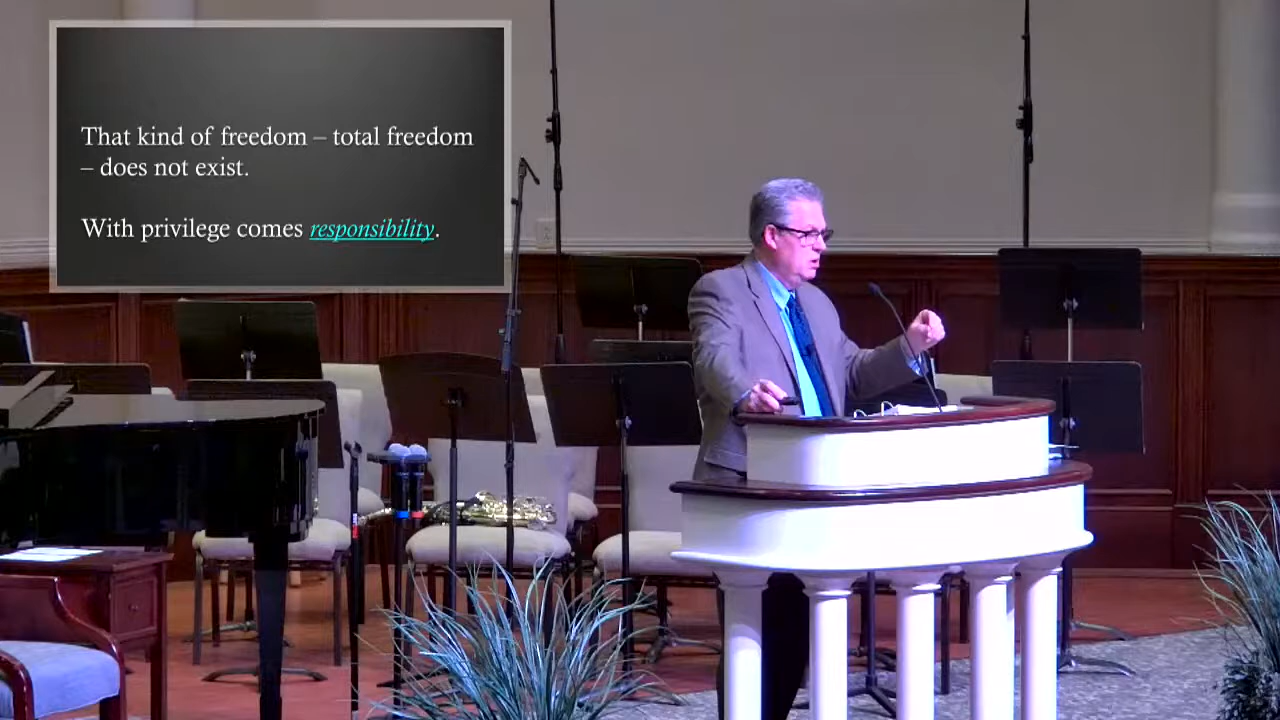 That kind of freedom – total freedom
– does not exist.
With privilege comes responsibility.